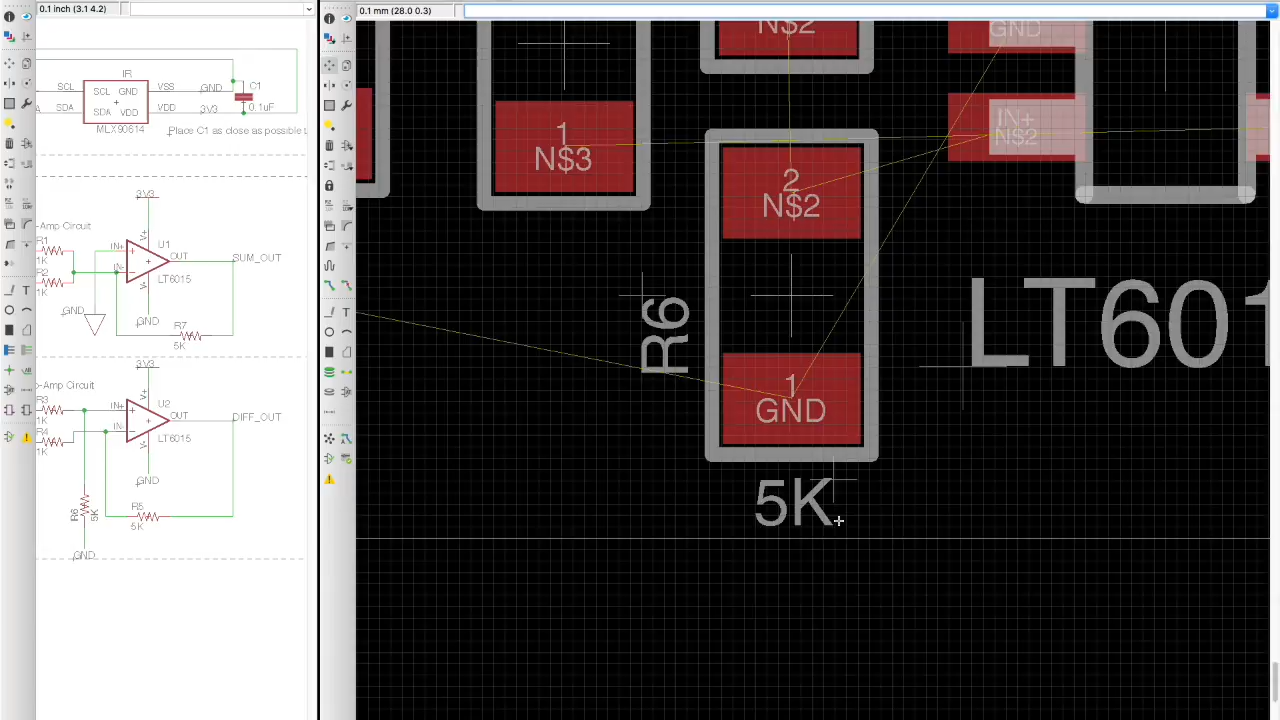 0.1 inch (3.1 4.2)
IR
SCL
SCL GND
VSS
GND
C1
SDA
SDA VDD
VDD
3V3
0.1uF
MLX90614
Place C1 as close as possible t
3V3
-Amp Circuit
R1
1K
R2
1K
IN+
IN-
V+
V-
U1
OUT
LT6015
SUM_OUT
GND
GND
R7
5K
3V3
-Amp Circuit
R3
1K
R4
1K
IN+
IN-
V+
V-
U2
OUT
LT6015
DIFF_OUT
GND
R6
5K
R5
5K
GND
0.1 mm (28.0 0.3)
N$2
GND
1
N$3
IN+
N$2
2
N$2
R6
LT601
1
GND
5K